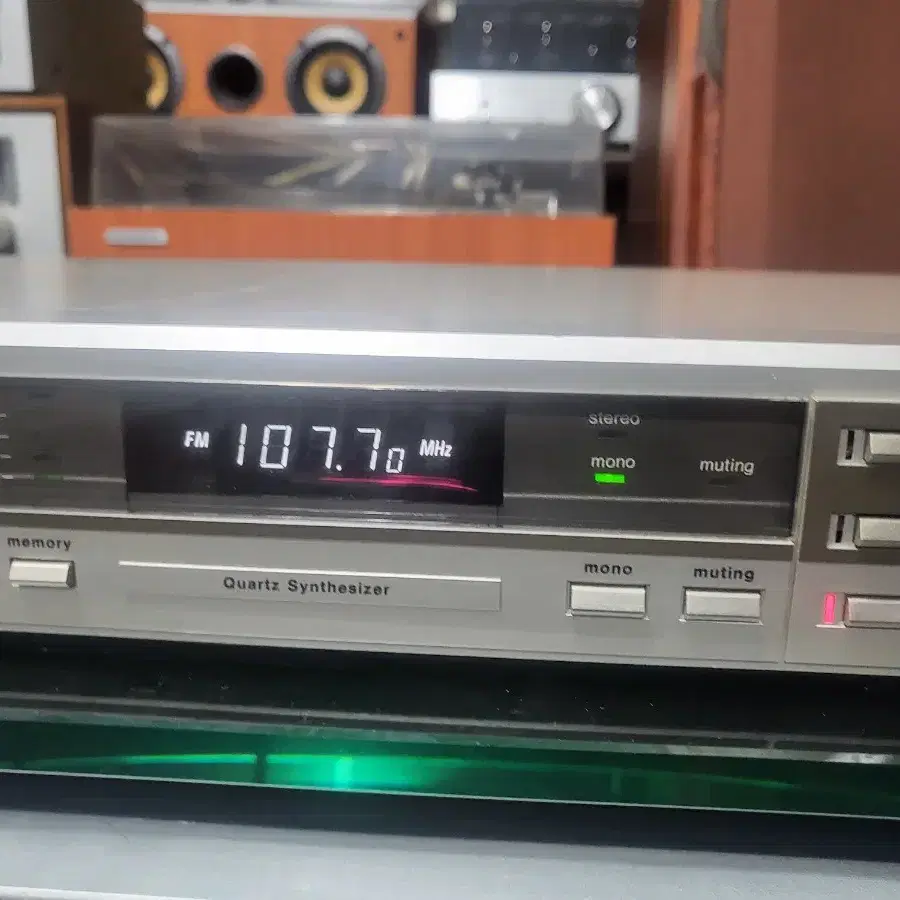 FM 107.70 MHz
stereo
mono muting
memory
Quartz Synthesizer
mono muting